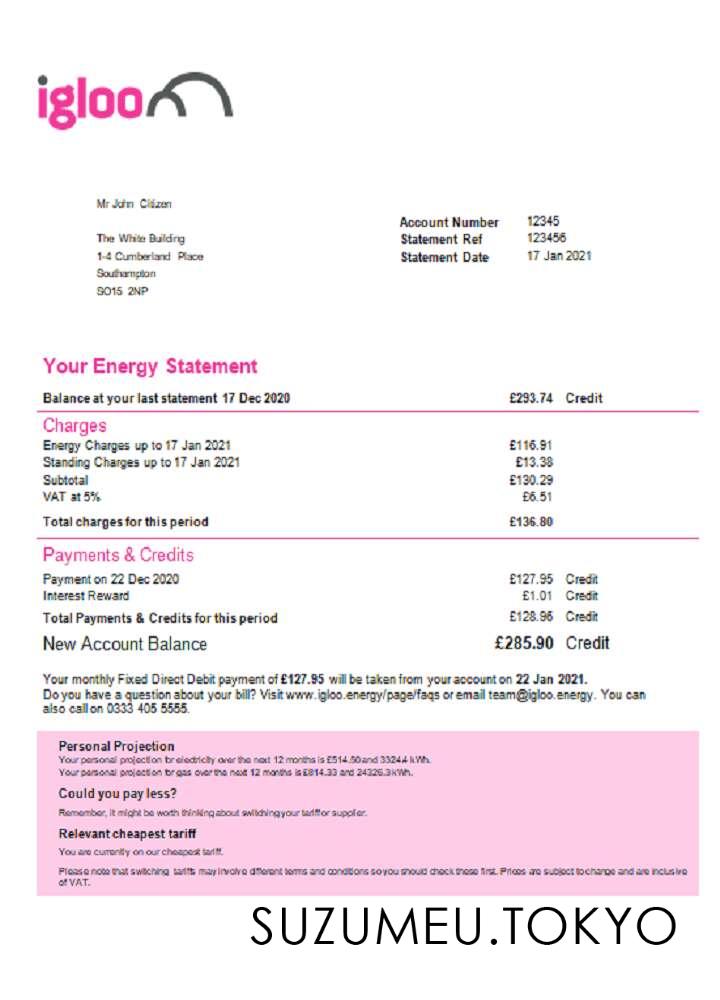 igloo
Mr John Citizen
The White Building
1-4 Cumberland Place
Southampton
SO15 2NP
Account Number 12345
Statement Ref 123456
Statement Date 17 Jan 2021
Your Energy Statement
Balance at your last statement 17 Dec 2020 £293.74 Credit
Charges
Energy Charges up to 17 Jan 2021 £116.91
Standing Charges up to 17 Jan 2021 £13.38
Subtotal £130.29
VAT at 5% £6.51
Total charges for this period £136.80
Payments & Credits
Payment on 22 Dec 2020 £127.95 Credit
Interest Reward £1.01 Credit
Total Payments & Credits for this period £128.96 Credit
New Account Balance £285.90 Credit
Your monthly Fixed Direct Debit payment of £127.95 will be taken from your account on 22 Jan 2021.
Do you have a question about your bill? Visit www.igloo.energy/page/faqs or email team@igloo.energy. You can
also call on 0333 405 5555.
Personal Projection
Your personal projection for electricity over the next 12 months is £514.50 and 3324.4 kWh.
Your personal projection for gas over the next 12 months is £814.33 and 24326.3 kWh.
Could you pay less?
Remember, it might be worth thinking about switching your tariff or supplier.
Relevant cheapest tariff
You are currently on our cheapest tariff.
Please note that switching tariffs may involve different terms and conditions so you should check these first. Prices are subject to change and are inclusive
of VAT.
SUZUMEU.TOKYO